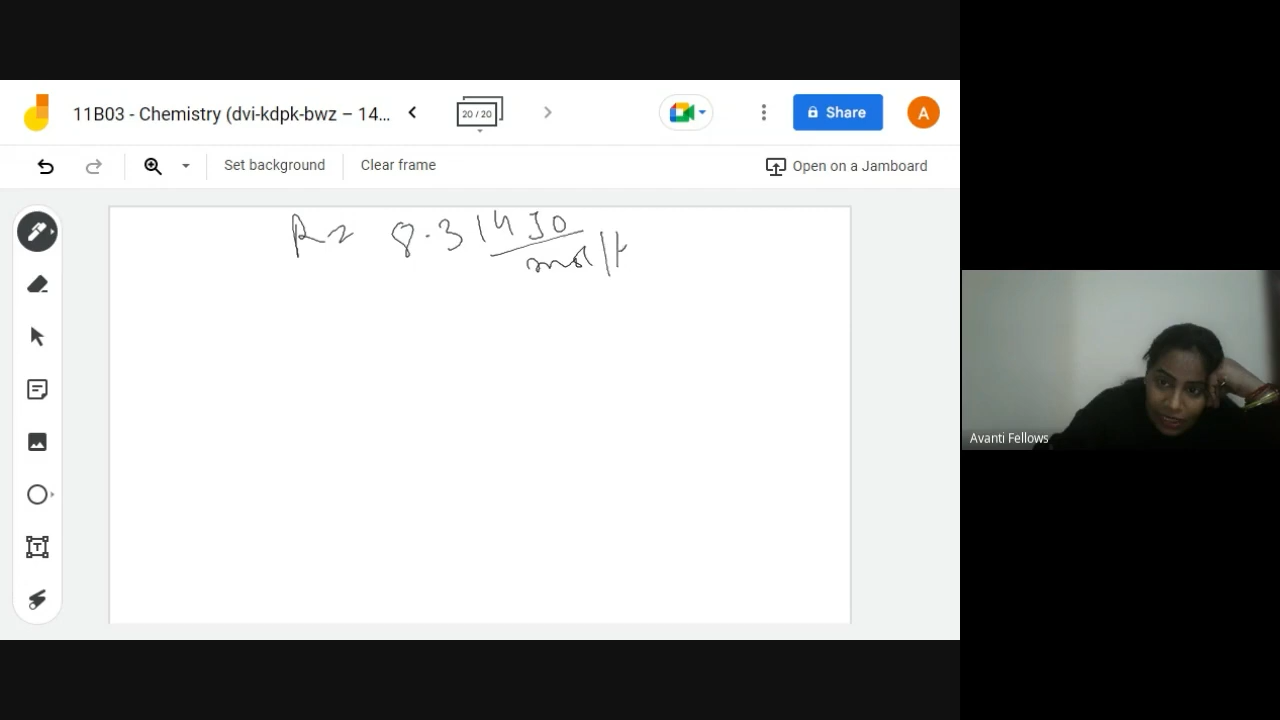 11B03 - Chemistry (dvi-kdpk-bwz – 14...
20 / 20
Share
A
Set background
Clear frame
Open on a Jamboard
R = 8.314
mol
Avanti Fellows